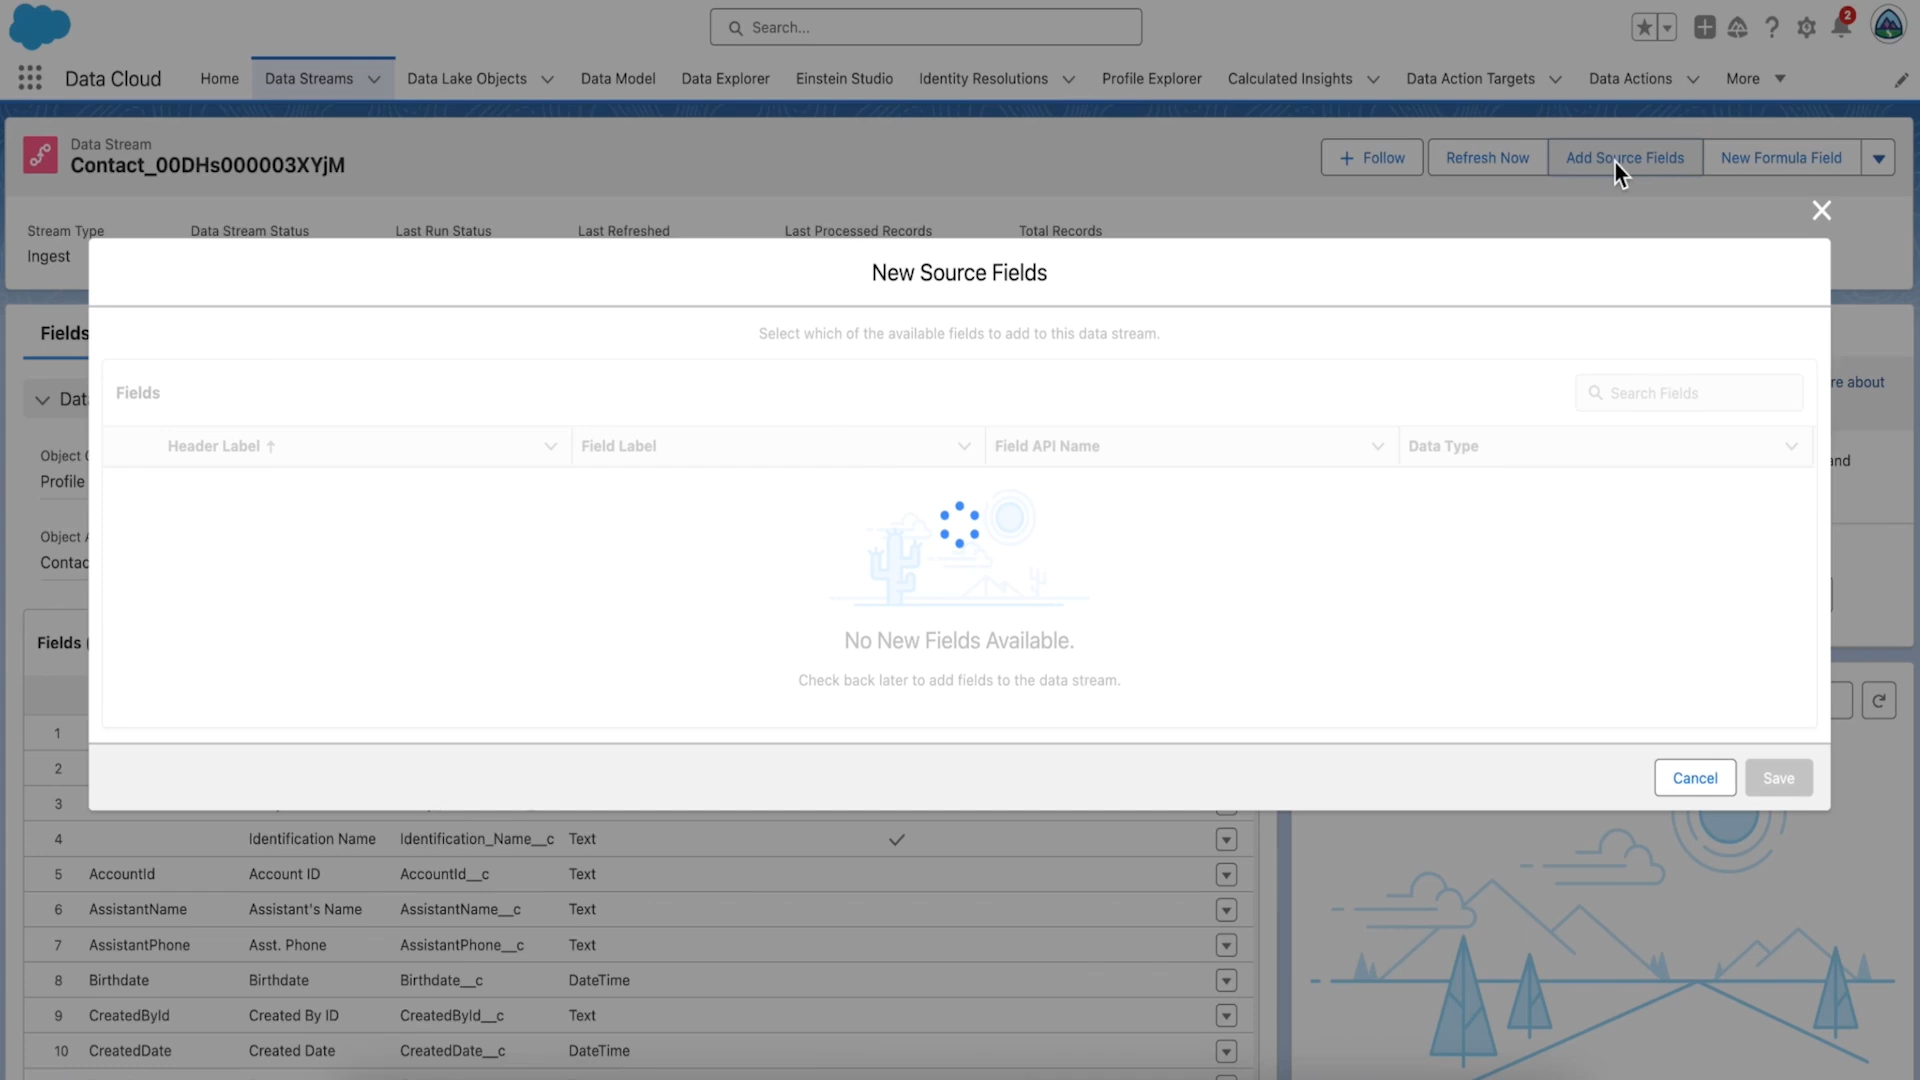 Search...
2
Data Cloud Home Data Streams Data Lake Objects Data Model Data Explorer Einstein Studio Identity Resolutions Profile Explorer Calculated Insights Data Action Targets Data Actions More
Data Stream
Contact_00DHs000003XYjM
Follow Refresh Now Add Source Fields New Formula Field
Stream Type Data Stream Status Last Run Status Last Refreshed Last Processed Records Total Records
Ingest
New Source Fields
Fields
Select which of the available fields to add to this data stream.
Fields Search Fields
re about
Header Label Field Label Field API Name Data Type
Object
Profile
Object
No New Fields Available.
Fields
Check back later to add fields to the data stream.
1
2
Cancel Save
3
4 Identification Name Identification_Name__c Text
5 AccountId Account ID AccountId__c Text
6 AssistantName Assistant's Name AssistantName__c Text
7 AssistantPhone Asst. Phone AssistantPhone__c Text
8 Birthdate Birthdate Birthdate__c DateTime
9 CreatedById Created By ID CreatedById__c Text
10 CreatedDate Created Date CreatedDate__c DateTime